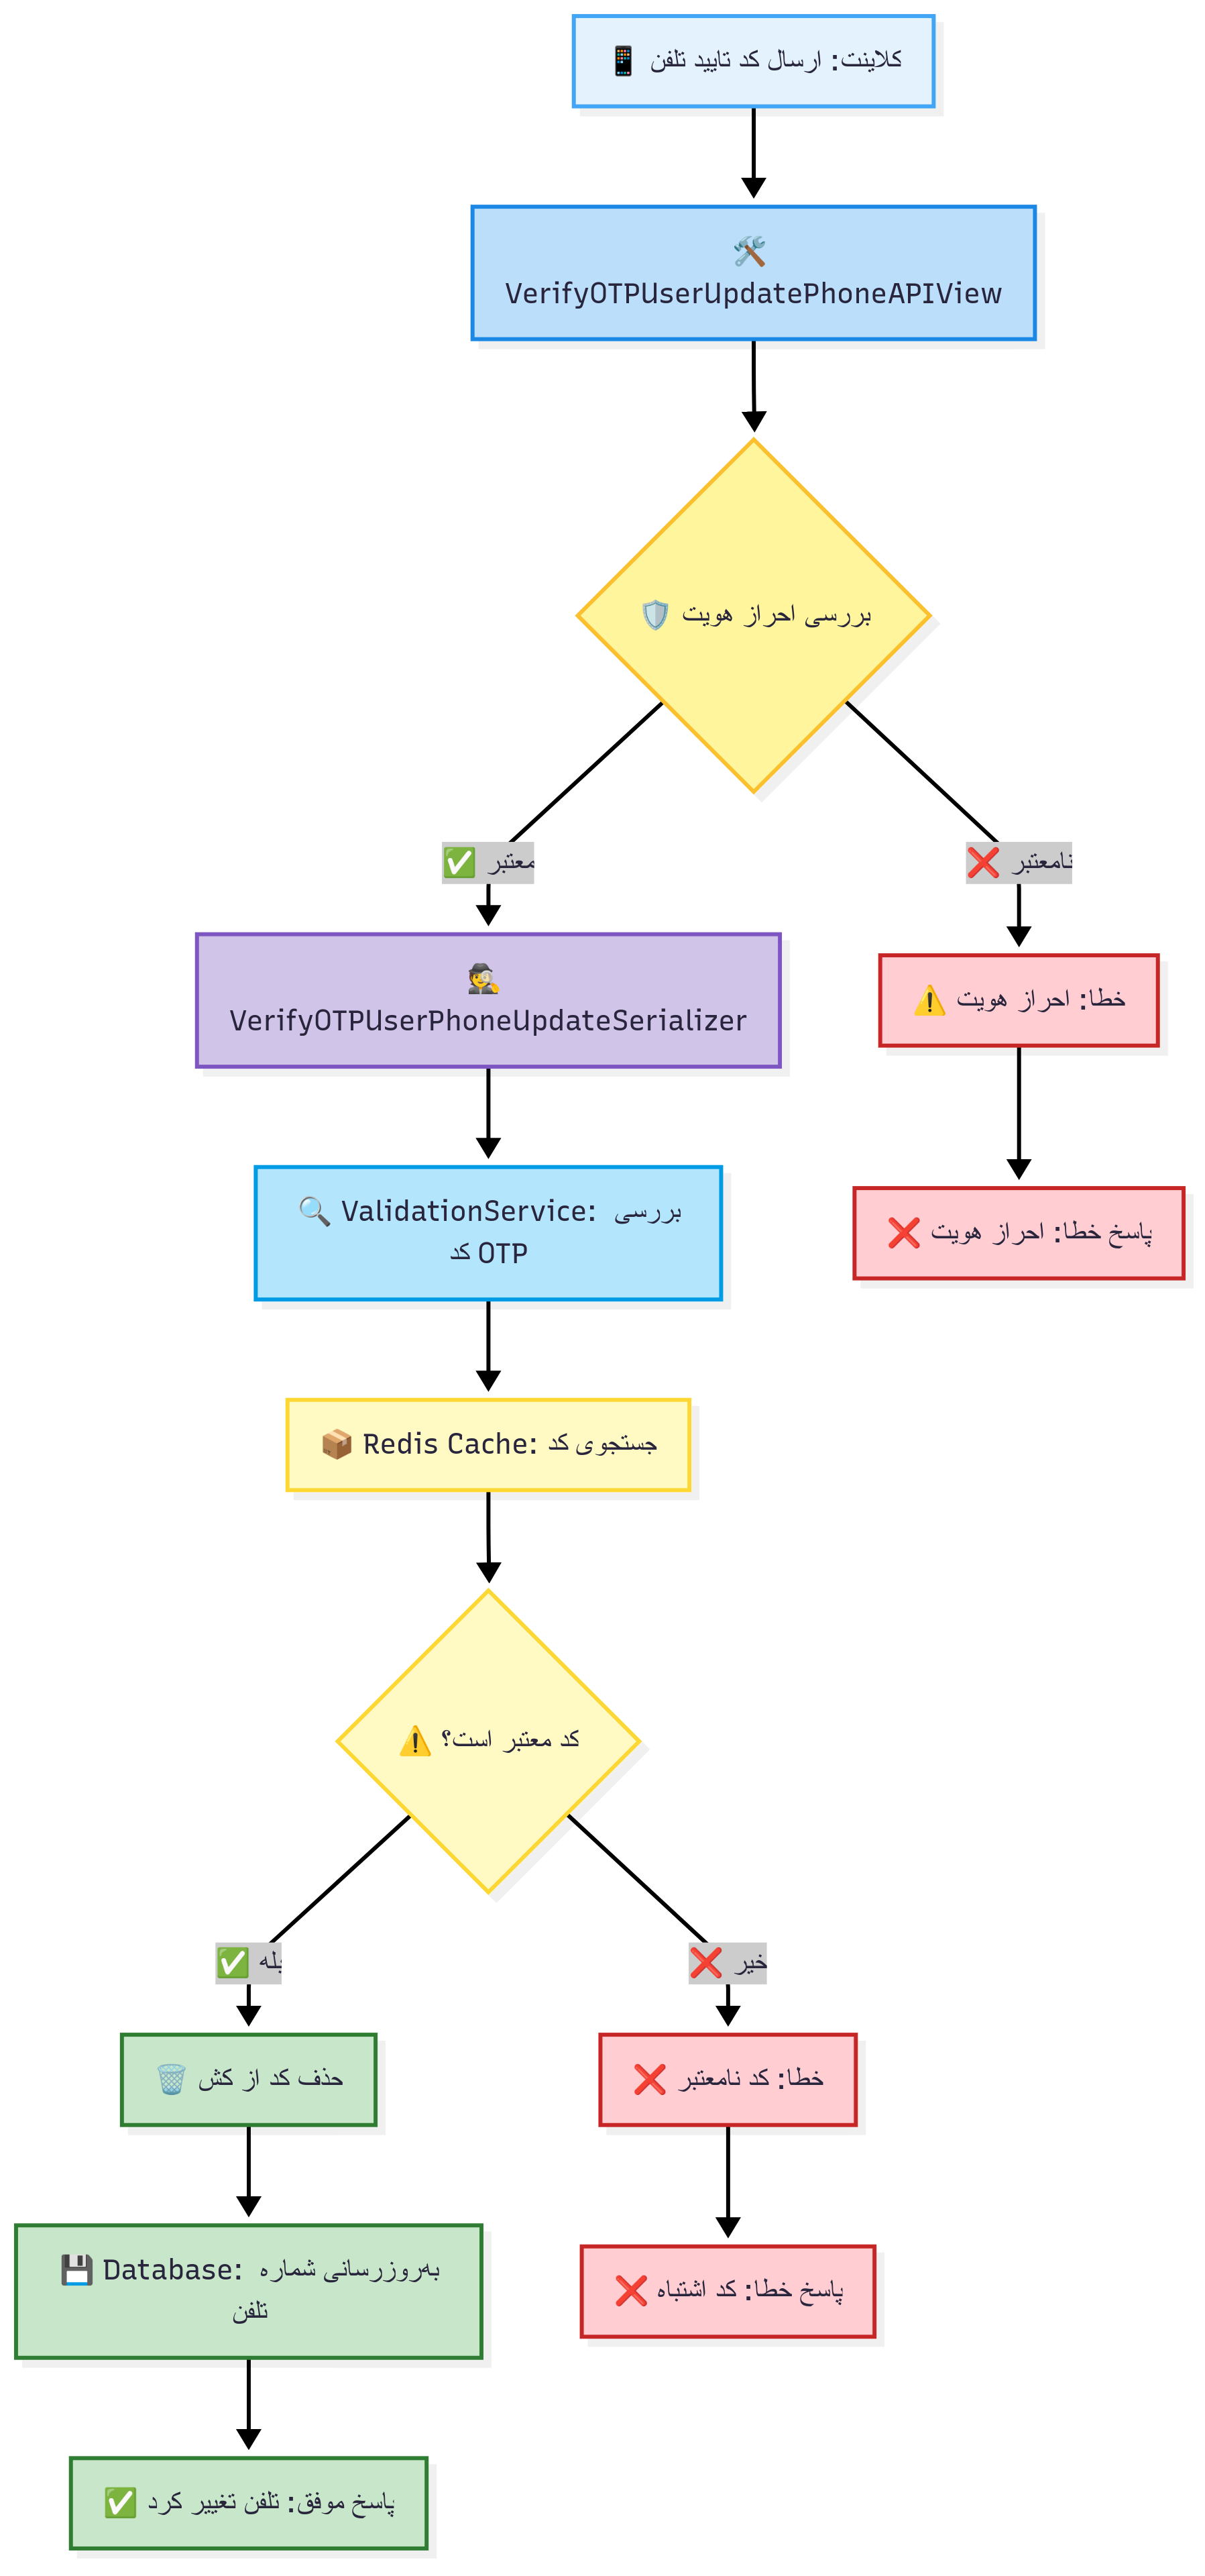 📱 کلاینت: ارسال کد تایید تلفن
🛠️
VerifyOTPUserUpdatePhoneAPIView
🛡️ بررسی احراز هویت
✅ معتبر
❌ نامعتبر
🕵️
VerifyOTPUserPhoneUpdateSerializer
⚠️ خطا: احراز هویت
🔍 ValidationService: بررسی
کد OTP
❌ پاسخ خطا: احراز هویت
📦 Redis Cache: جستجوی کد
⚠️ کد معتبر است؟
✅ بله
❌ خیر
🗑️ حذف کد از کش
❌ خطا: کد نامعتبر
💾 Database: به‌روزرسانی شماره
تلفن
❌ پاسخ خطا: کد اشتباه
✅ پاسخ موفق: تلفن تغییر کرد